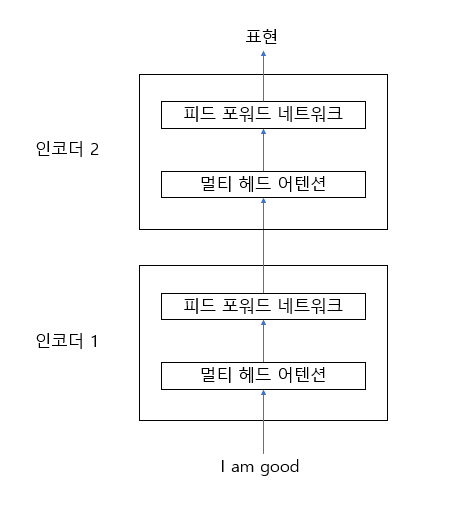 표현
피드 포워드 네트워크
인코더 2
멀티 헤드 어텐션
피드 포워드 네트워크
인코더 1
멀티 헤드 어텐션
I am good